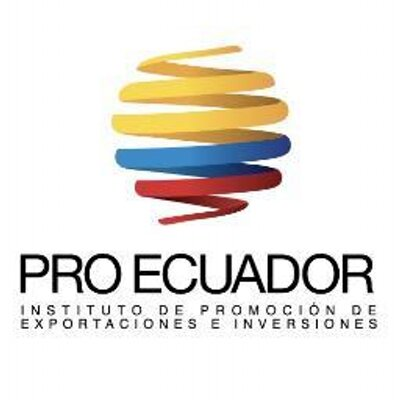 PRO ECUADOR
INSTITUTO DE PROMOCIÓN DE
EXPORTACIONES E INVERSIONES